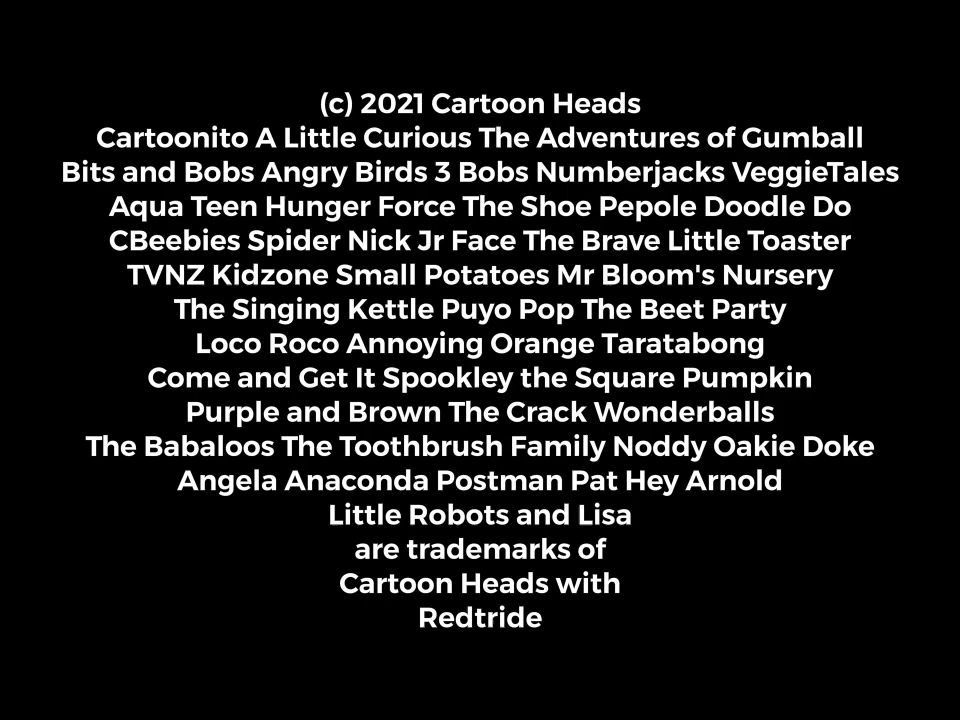 (c) 2021 Cartoon Heads
Cartoonito A Little Curious The Adventures of Gumball
Bits and Bobs Angry Birds 3 Bobs Numberjacks VeggieTales
Aqua Teen Hunger Force The Shoe Pepole Doodle Do
CBeebies Spider Nick Jr Face The Brave Little Toaster
TVNZ Kidzone Small Potatoes Mr Bloom's Nursery
The Singing Kettle Puyo Pop The Beet Party
Loco Roco Annoying Orange Taratabong
Come and Get It Spookley the Square Pumpkin
Purple and Brown The Crack Wonderballs
The Babaloos The Toothbrush Family Noddy Oakie Doke
Angela Anaconda Postman Pat Hey Arnold
Little Robots and Lisa
are trademarks of
Cartoon Heads with
Redtride